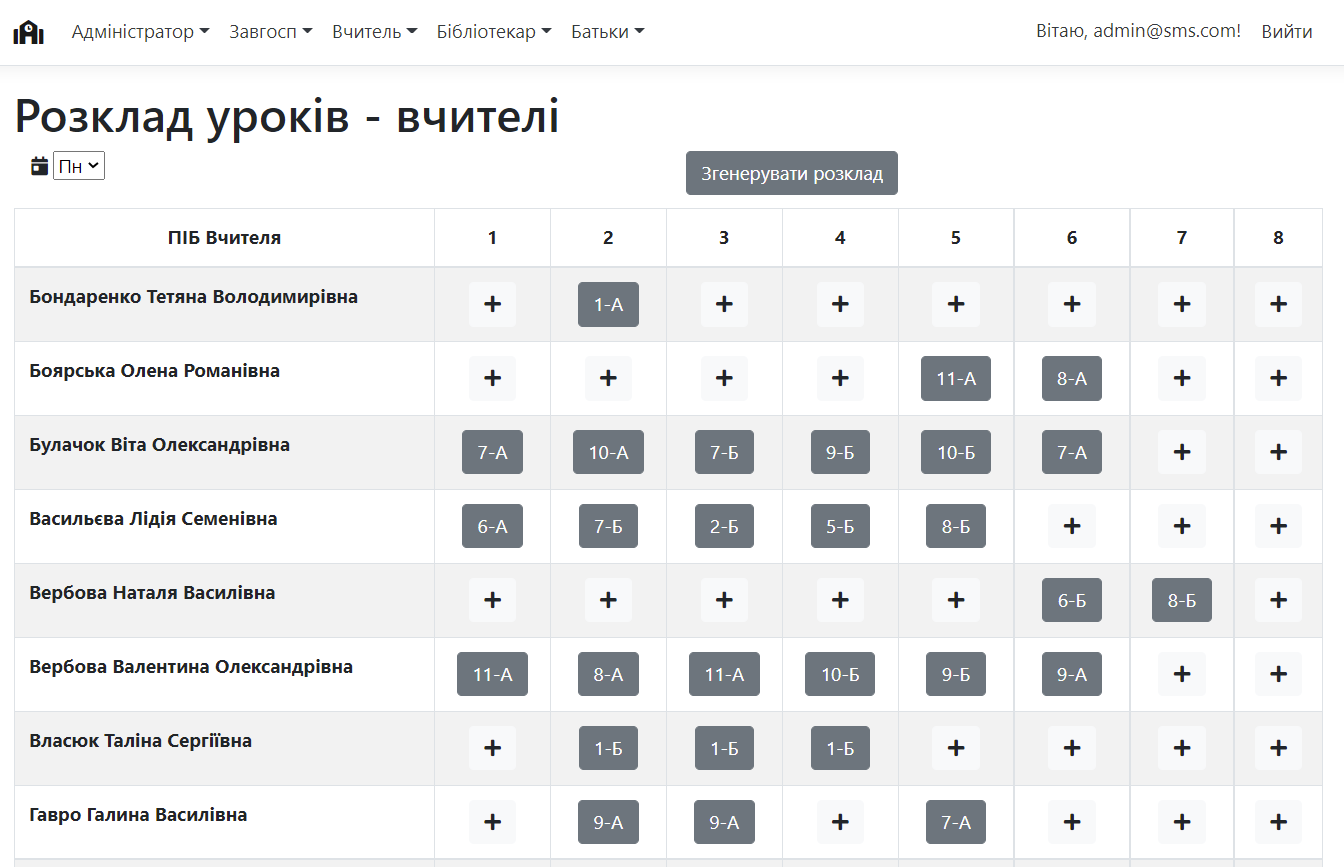 Адміністратор Завгосп Вчитель Бібліотекар Батьки Вітаю, admin@sms.com! Вийти
Розклад уроків - вчителі
Пн Згенерувати розклад
ПІБ Вчителя 1 2 3 4 5 6 7 8
Бондаренко Тетяна Володимирівна + 1-А + + + + + +
Боярська Олена Романівна + + + + 11-А 8-А + +
Булачок Віта Олександрівна 7-А 10-А 7-Б 9-Б 10-Б 7-А + +
Васильєва Лідія Семенівна 6-А 7-Б 2-Б 5-Б 8-Б + + +
Вербова Наталя Василівна + + + + + 6-Б 8-Б +
Вербова Валентина Олександрівна 11-А 8-А 11-А 10-Б 9-Б 9-А + +
Власюк Таліна Сергіївна + 1-Б 1-Б 1-Б + + + +
Гавро Галина Василівна + 9-А 9-А + 7-А + + +